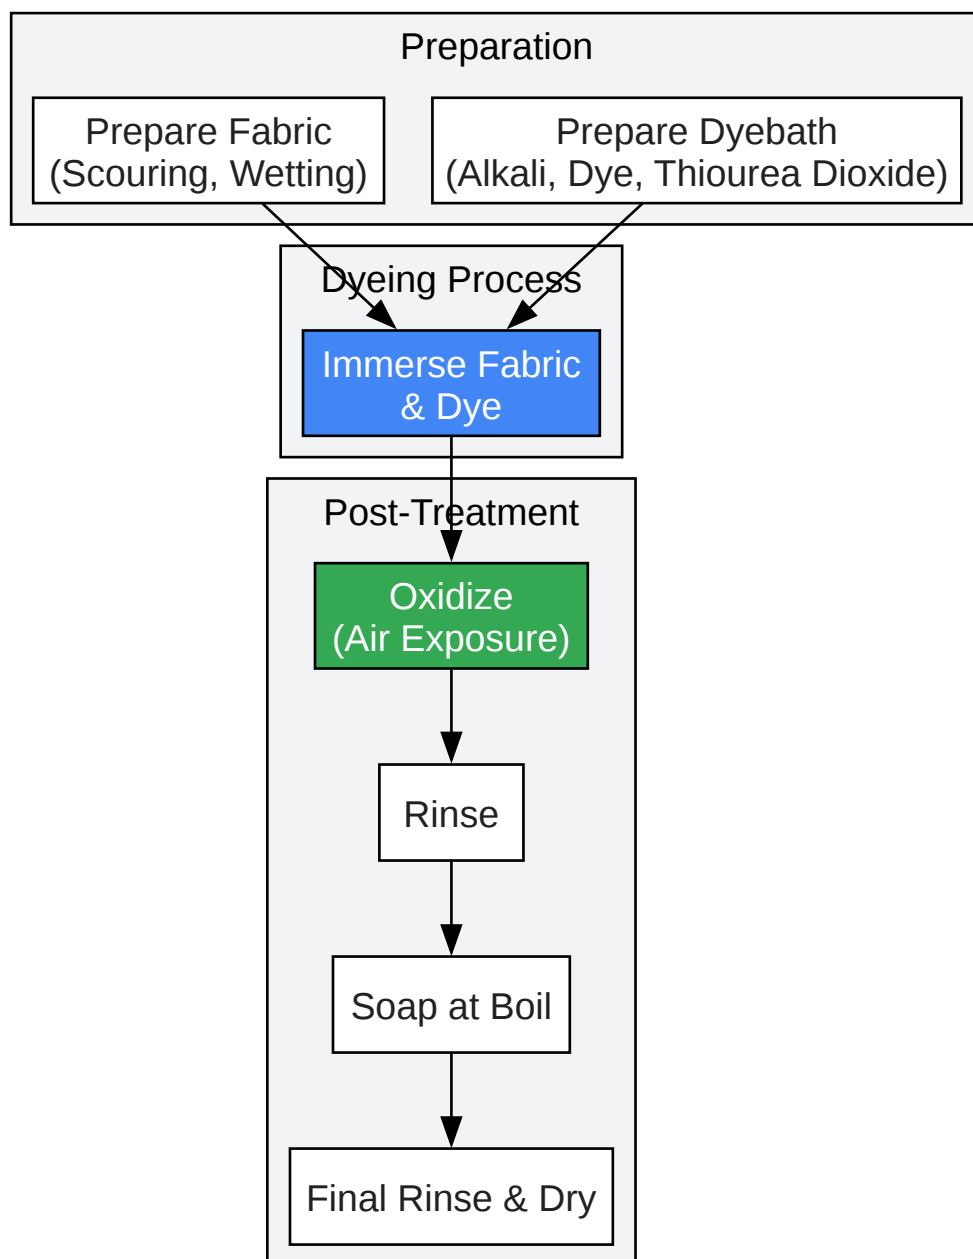 Preparation
Prepare Fabric
(Scouring, Wetting)
Prepare Dyebath
(Alkali, Dye, Thiourea Dioxide)
Dyeing Process
Immerse Fabric
& Dye
Post-Treatment
Oxidize
(Air Exposure)
Rinse
Soap at Boil
Final Rinse & Dry